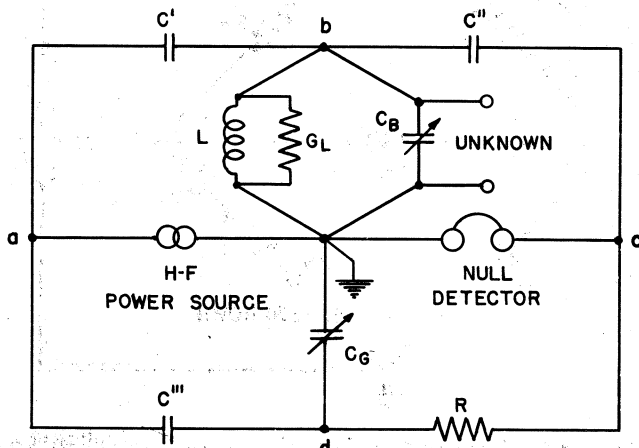 C' b C"
L G_L C_B UNKNOWN
a c
H-F NULL
POWER SOURCE DETECTOR
C_G
C''' R
d